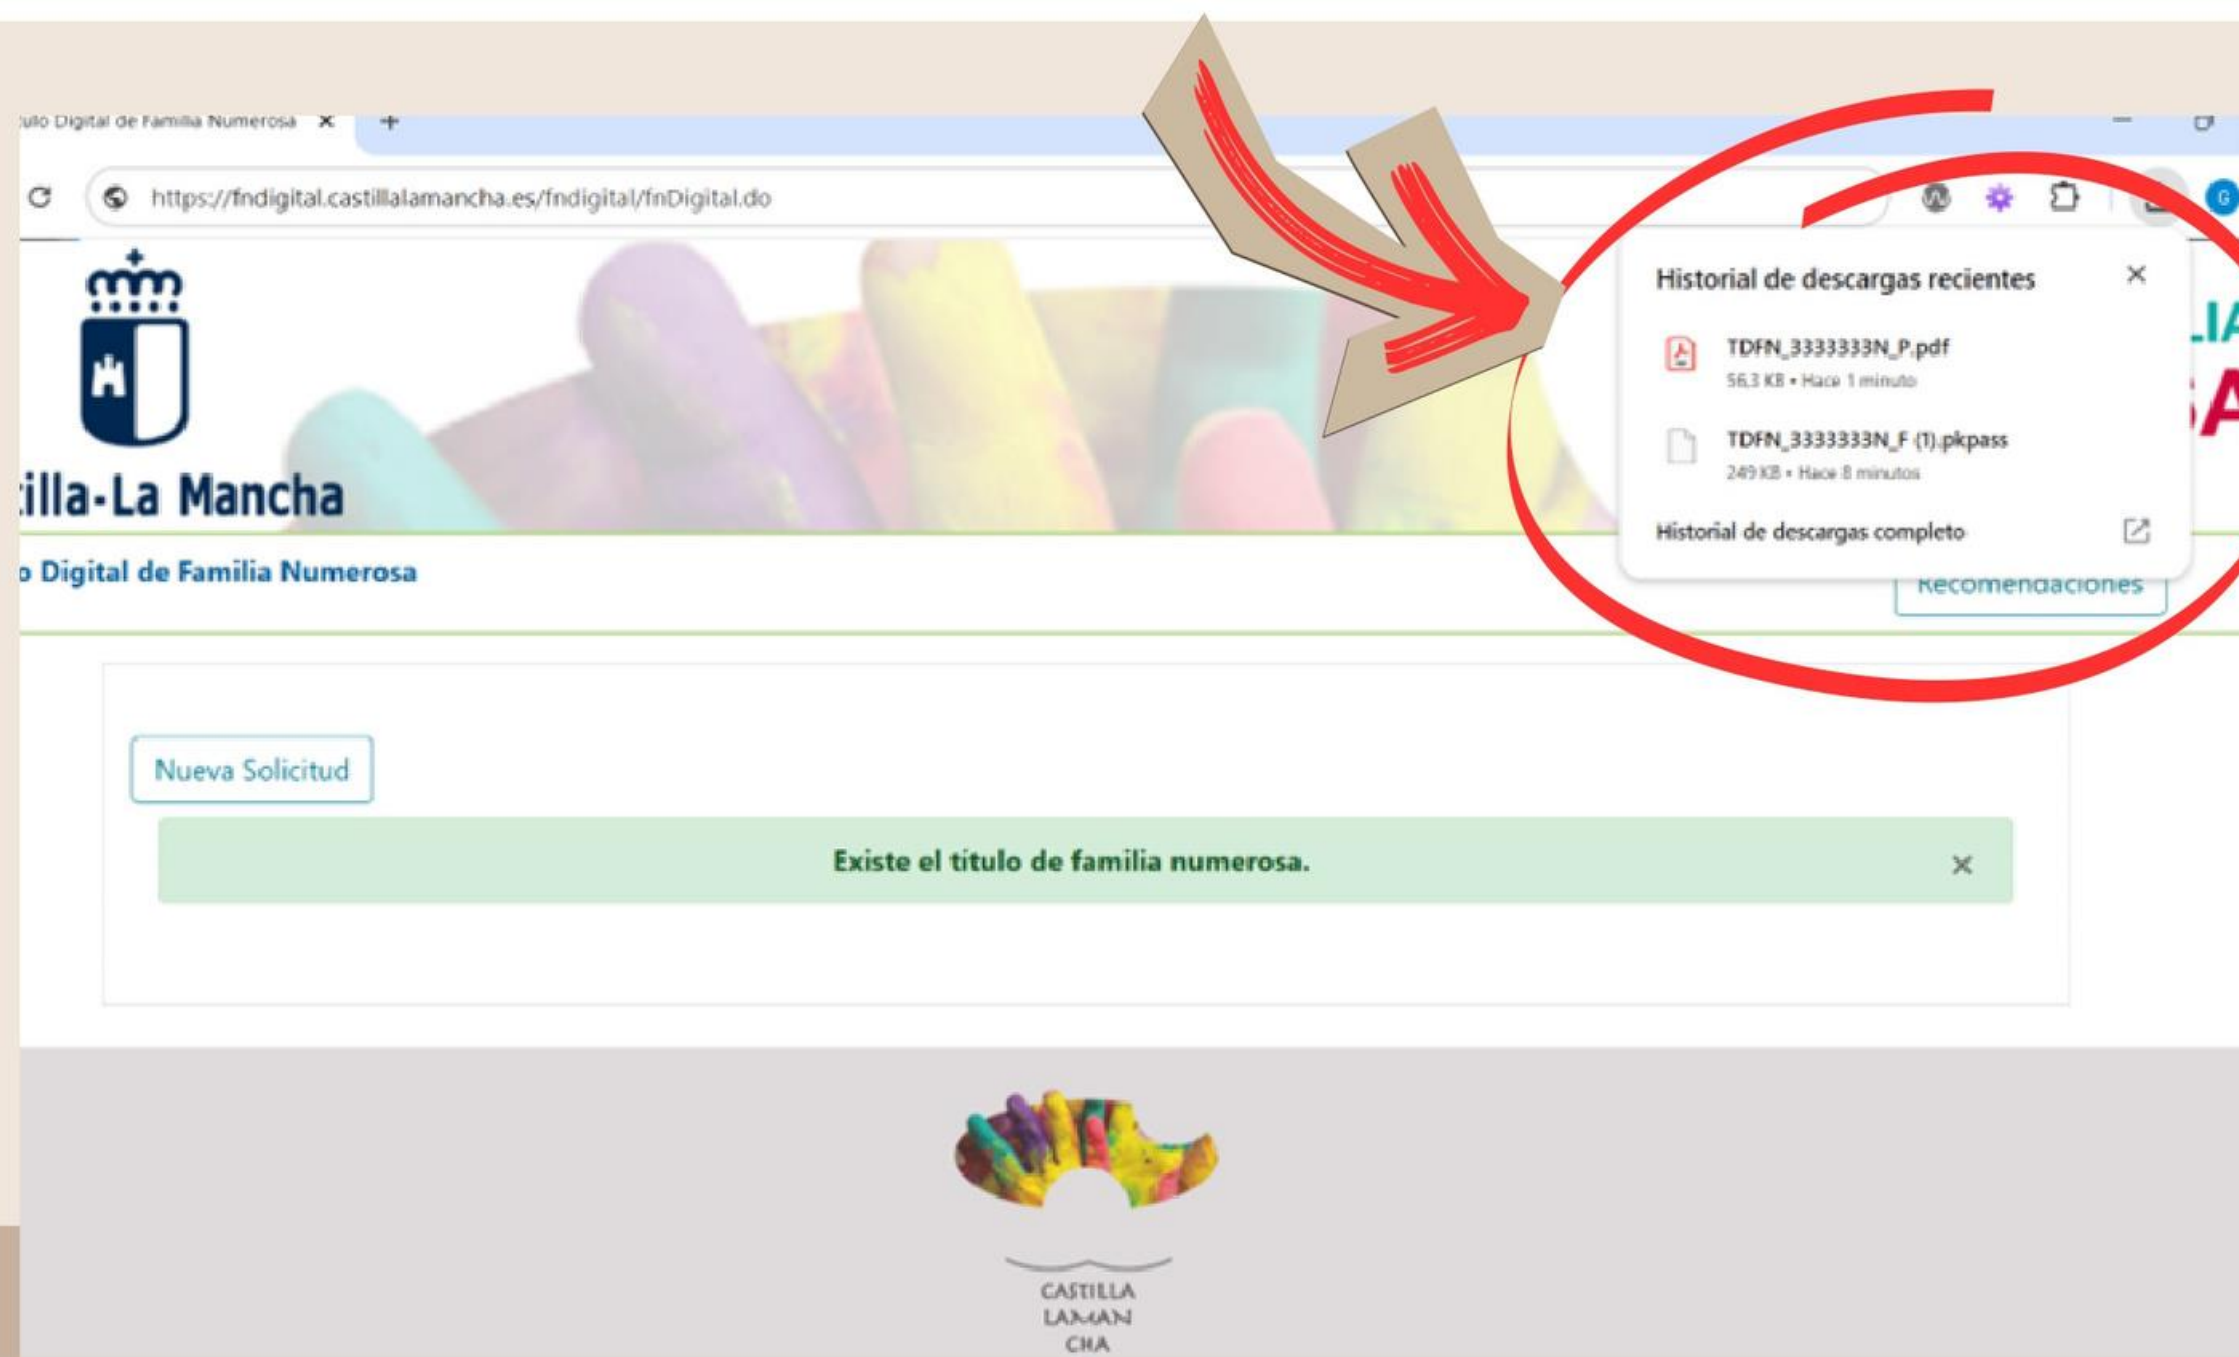 ulo Digital de Familia Numerosa
https://fndigital.castillalamancha.es/fndigital/fnDigital.do
G
Historial de descargas recientes
TDFN_3333333N_P.pdf
56,3 KB • Hace 1 minuto
TDFN_3333333N_F (1).pkpass
249 KB • Hace 8 minutos
Historial de descargas completo
LIA
A
illa-La Mancha
o Digital de Familia Numerosa
Recomendaciones
Nueva Solicitud
Existe el título de familia numerosa.
CASTILLA
LAMAN
CHA